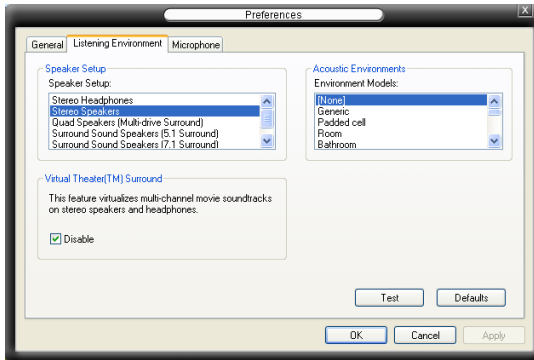 Preferences
X
General
Listening Environment
Microphone
Speaker Setup
Speaker Setup:
Stereo Headphones
Stereo Speakers
Quad Speakers (Multi-drive Surround)
Surround Sound Speakers (5.1 Surround)
Surround Sound Speakers (7.1 Surround)
Acoustic Environments
Environment Models:
[None]
Generic
Padded cell
Room
Bathroom
Virtual Theater(TM) Surround
This feature virtualizes multi-channel movie soundtracks
on stereo speakers and headphones.
Disable
Test
Defaults
OK
Cancel
Apply